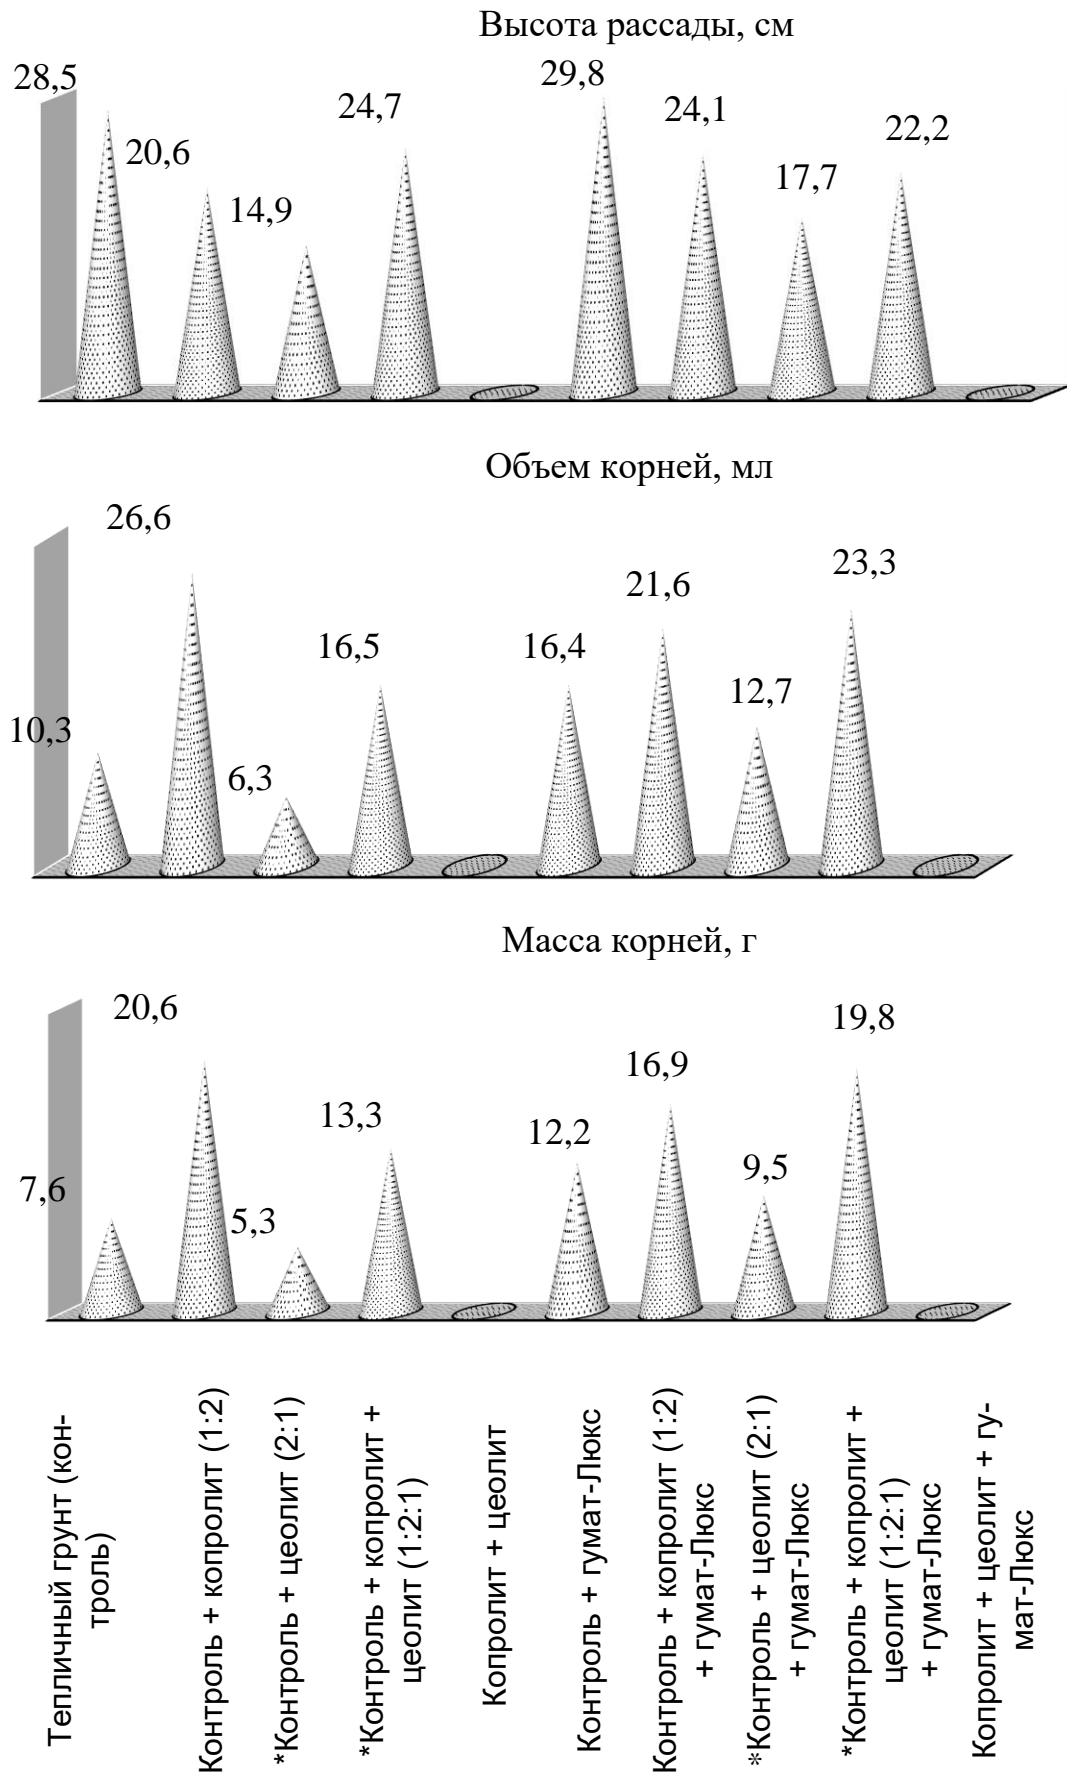 Высота рассады, см
28,5
20,6
14,9
24,7
29,8
24,1
17,7
22,2
Объем корней, мл
10,3
26,6
6,3
16,5
16,4
21,6
12,7
23,3
Масса корней, г
7,6
20,6
5,3
13,3
12,2
16,9
9,5
19,8
Тепличный грунт (кон-
троль)
Контроль + копролит (1:2)
*Контроль + цеолит (2:1)
*Контроль + копролит +
цеолит (1:2:1)
Копролит + цеолит
Контроль + гумат-Люкс
Контроль + копролит (1:2)
+ гумат-Люкс
*Контроль + цеолит (2:1)
+ гумат-Люкс
*Контроль + копролит +
цеолит (1:2:1)
+ гумат-Люкс
Копролит + цеолит + гу-
мат-Люкс